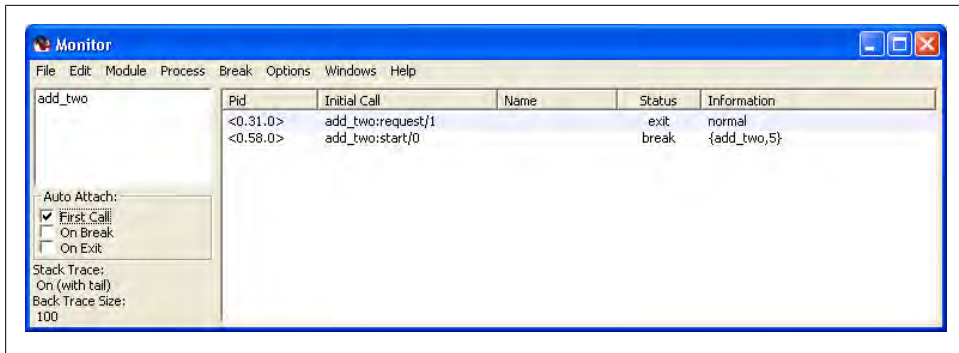 Monitor
File Edit Module Process Break Options Windows Help
add_two
Pid Initial Call Name Status Information
<0.31.0> add_two:request/1 exit normal
<0.58.0> add_two:start/0 break {add_two,5}
Auto Attach:
First Call
On Break
On Exit
Stack Trace:
On (with tail)
Back Trace Size:
100